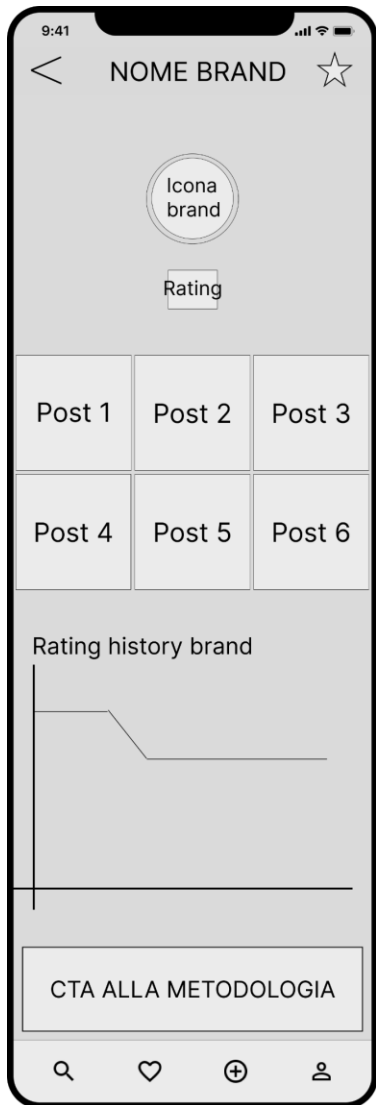 9:41
NOME BRAND
Icona
brand
Rating
Post 1
Post 2
Post 3
Post 4
Post 5
Post 6
Rating history brand
CTA ALLA METODOLOGIA